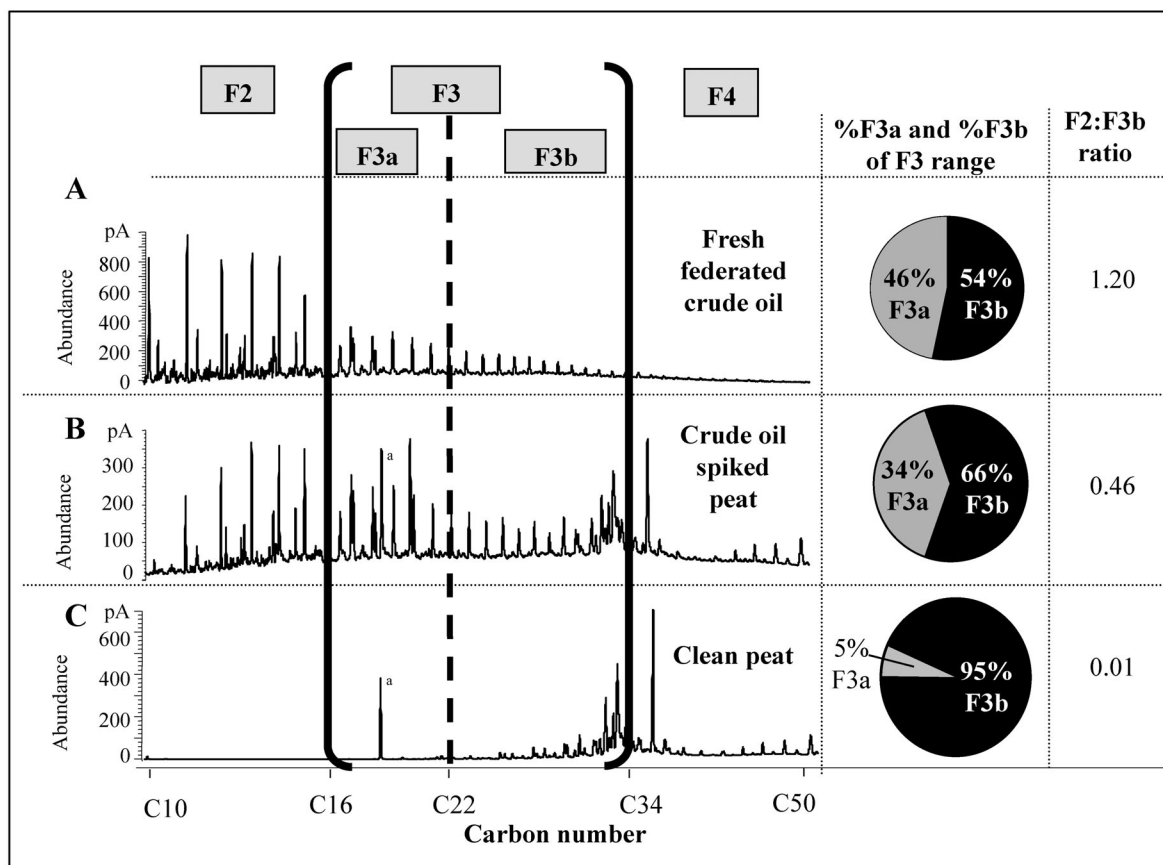 F2
F3
F4
F3a
F3b
%F3a and %F3b
of F3 range
F2:F3b
ratio
A
pA
800
600
400
200
0
Abundance
Fresh
federated
crude oil
46%
F3a
54%
F3b
1.20
B
pA
300
200
100
0
Abundance
a
Crude oil
spiked
peat
34%
F3a
66%
F3b
0.46
C
pA
600
400
200
0
Abundance
a
Clean peat
5%
F3a
95%
F3b
0.01
C10
C16
C22
C34
C50
Carbon number